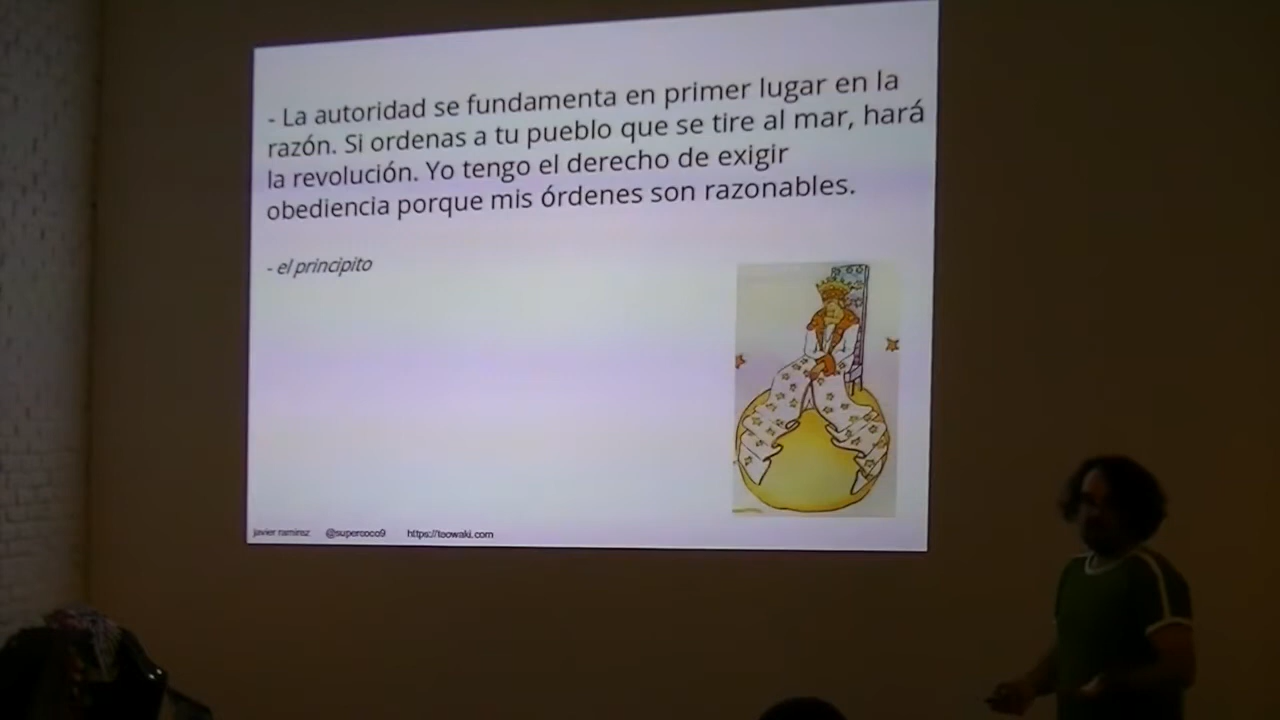 - La autoridad se fundamenta en primer lugar en la
razón. Si ordenas a tu pueblo que se tire al mar, hará
la revolución. Yo tengo el derecho de exigir
obediencia porque mis órdenes son razonables.
- el principito
javier ramirez @supercoco9 https://teowaki.com